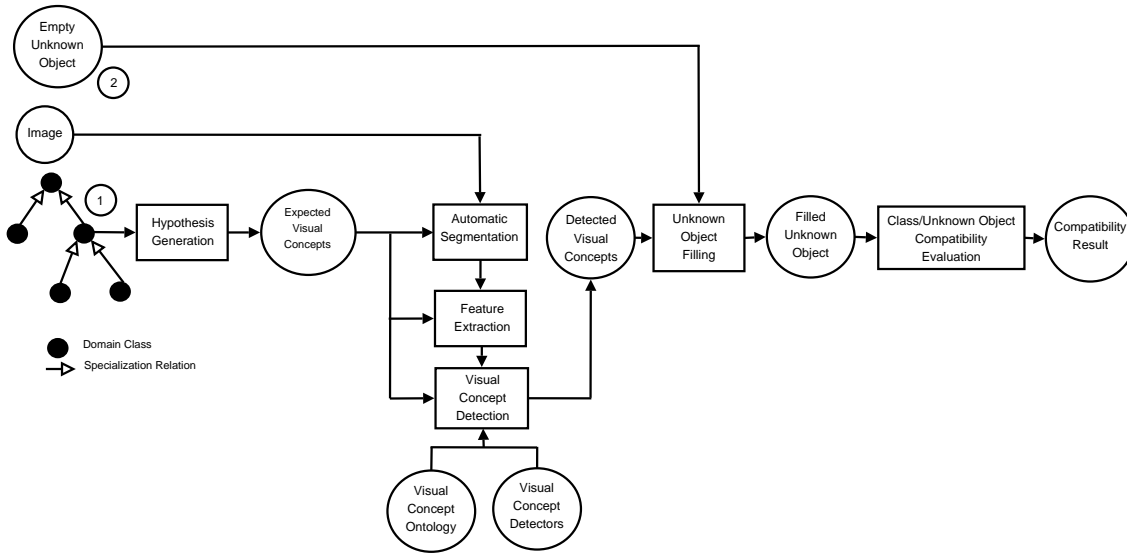 Empty
Unknown
Object
2
Image
1
Hypothesis
Generation
Expected
Visual
Concepts
Automatic
Segmentation
Detected
Visual
Concepts
Unknown
Object
Filling
Filled
Unknown
Object
Class/Unknown Object
Compatibility
Evaluation
Compatibility
Result
Feature
Extraction
Domain Class
Specialization Relation
Visual
Concept
Detection
Visual
Concept
Ontology
Visual
Concept
Detectors